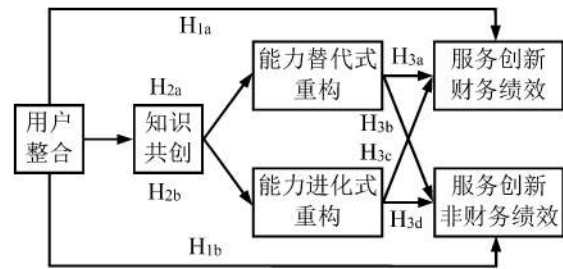 H1a
能力替代式
重构
H3a
服务创新
财务绩效
H2a
用户
整合
知识
共创
H3b
H3c
H2b
能力进化式
重构
H3d
服务创新
非财务绩效
H1b